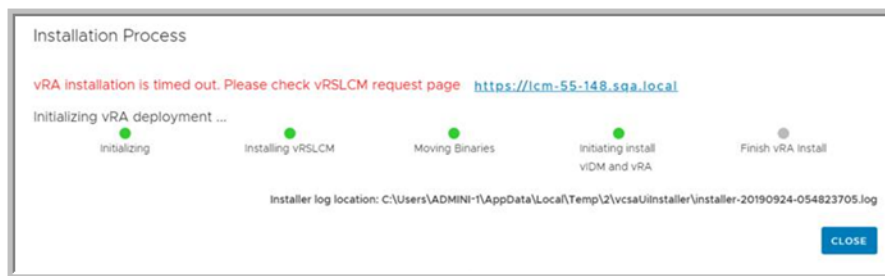 Installation Process
vRA installation is timed out. Please check vRSLCM request page https://lcm-55-148.sqa.local
Initializing vRA deployment ...
Initializing Installing vRSLCM Moving Binaries Initiating install Finish vRA Install
vIDM and vRA
Installer log location: C:\Users\ADMINI~1\AppData\Local\Temp\2\vcsaUiInstaller\installer-20190924-054823705.log
CLOSE